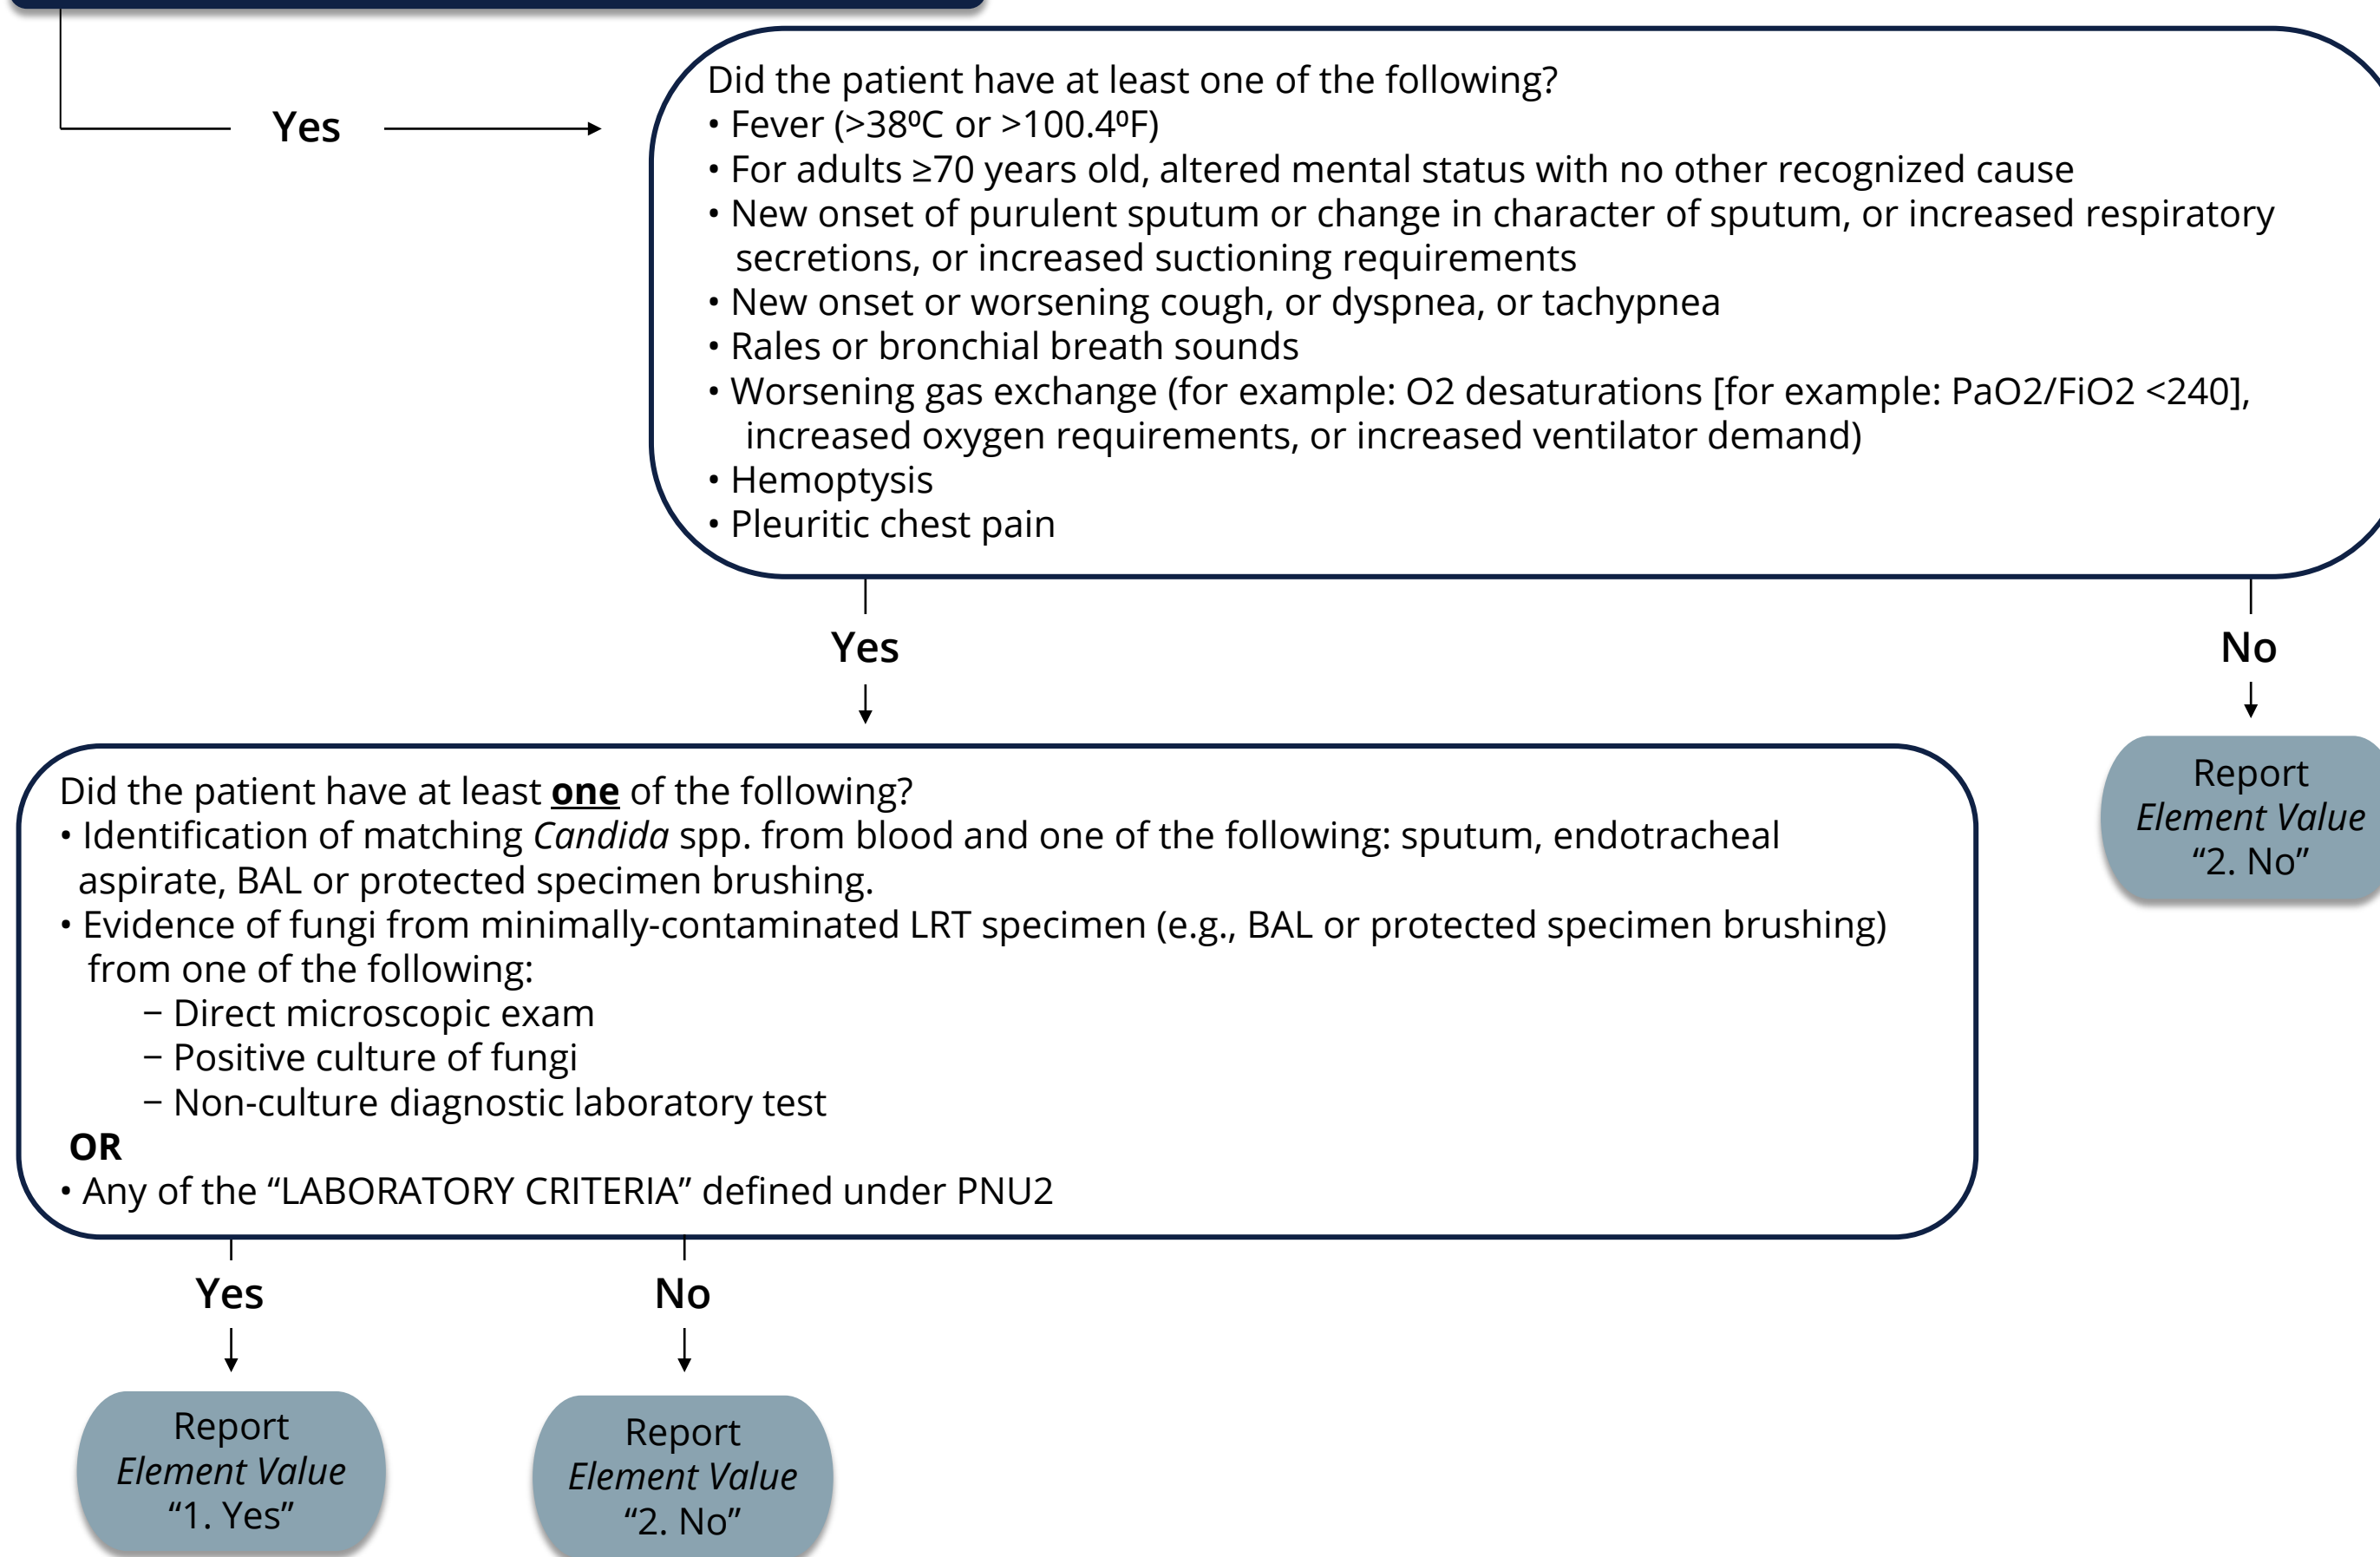 Yes
Did the patient have at least one of the following?
• Fever (>38⁰C or >100.4⁰F)
• For adults ≥70 years old, altered mental status with no other recognized cause
• New onset of purulent sputum or change in character of sputum, or increased respiratory
secretions, or increased suctioning requirements
• New onset or worsening cough, or dyspnea, or tachypnea
• Rales or bronchial breath sounds
• Worsening gas exchange (for example: O2 desaturations [for example: PaO2/FiO2 <240],
increased oxygen requirements, or increased ventilator demand)
• Hemoptysis
• Pleuritic chest pain
Yes
No
Report
Element Value
“2. No”
Did the patient have at least one of the following?
• Identification of matching Candida spp. from blood and one of the following: sputum, endotracheal
aspirate, BAL or protected specimen brushing.
• Evidence of fungi from minimally-contaminated LRT specimen (e.g., BAL or protected specimen brushing)
from one of the following:
− Direct microscopic exam
− Positive culture of fungi
− Non-culture diagnostic laboratory test
OR
• Any of the “LABORATORY CRITERIA” defined under PNU2
Yes
No
Report
Element Value
“1. Yes”
Report
Element Value
“2. No”